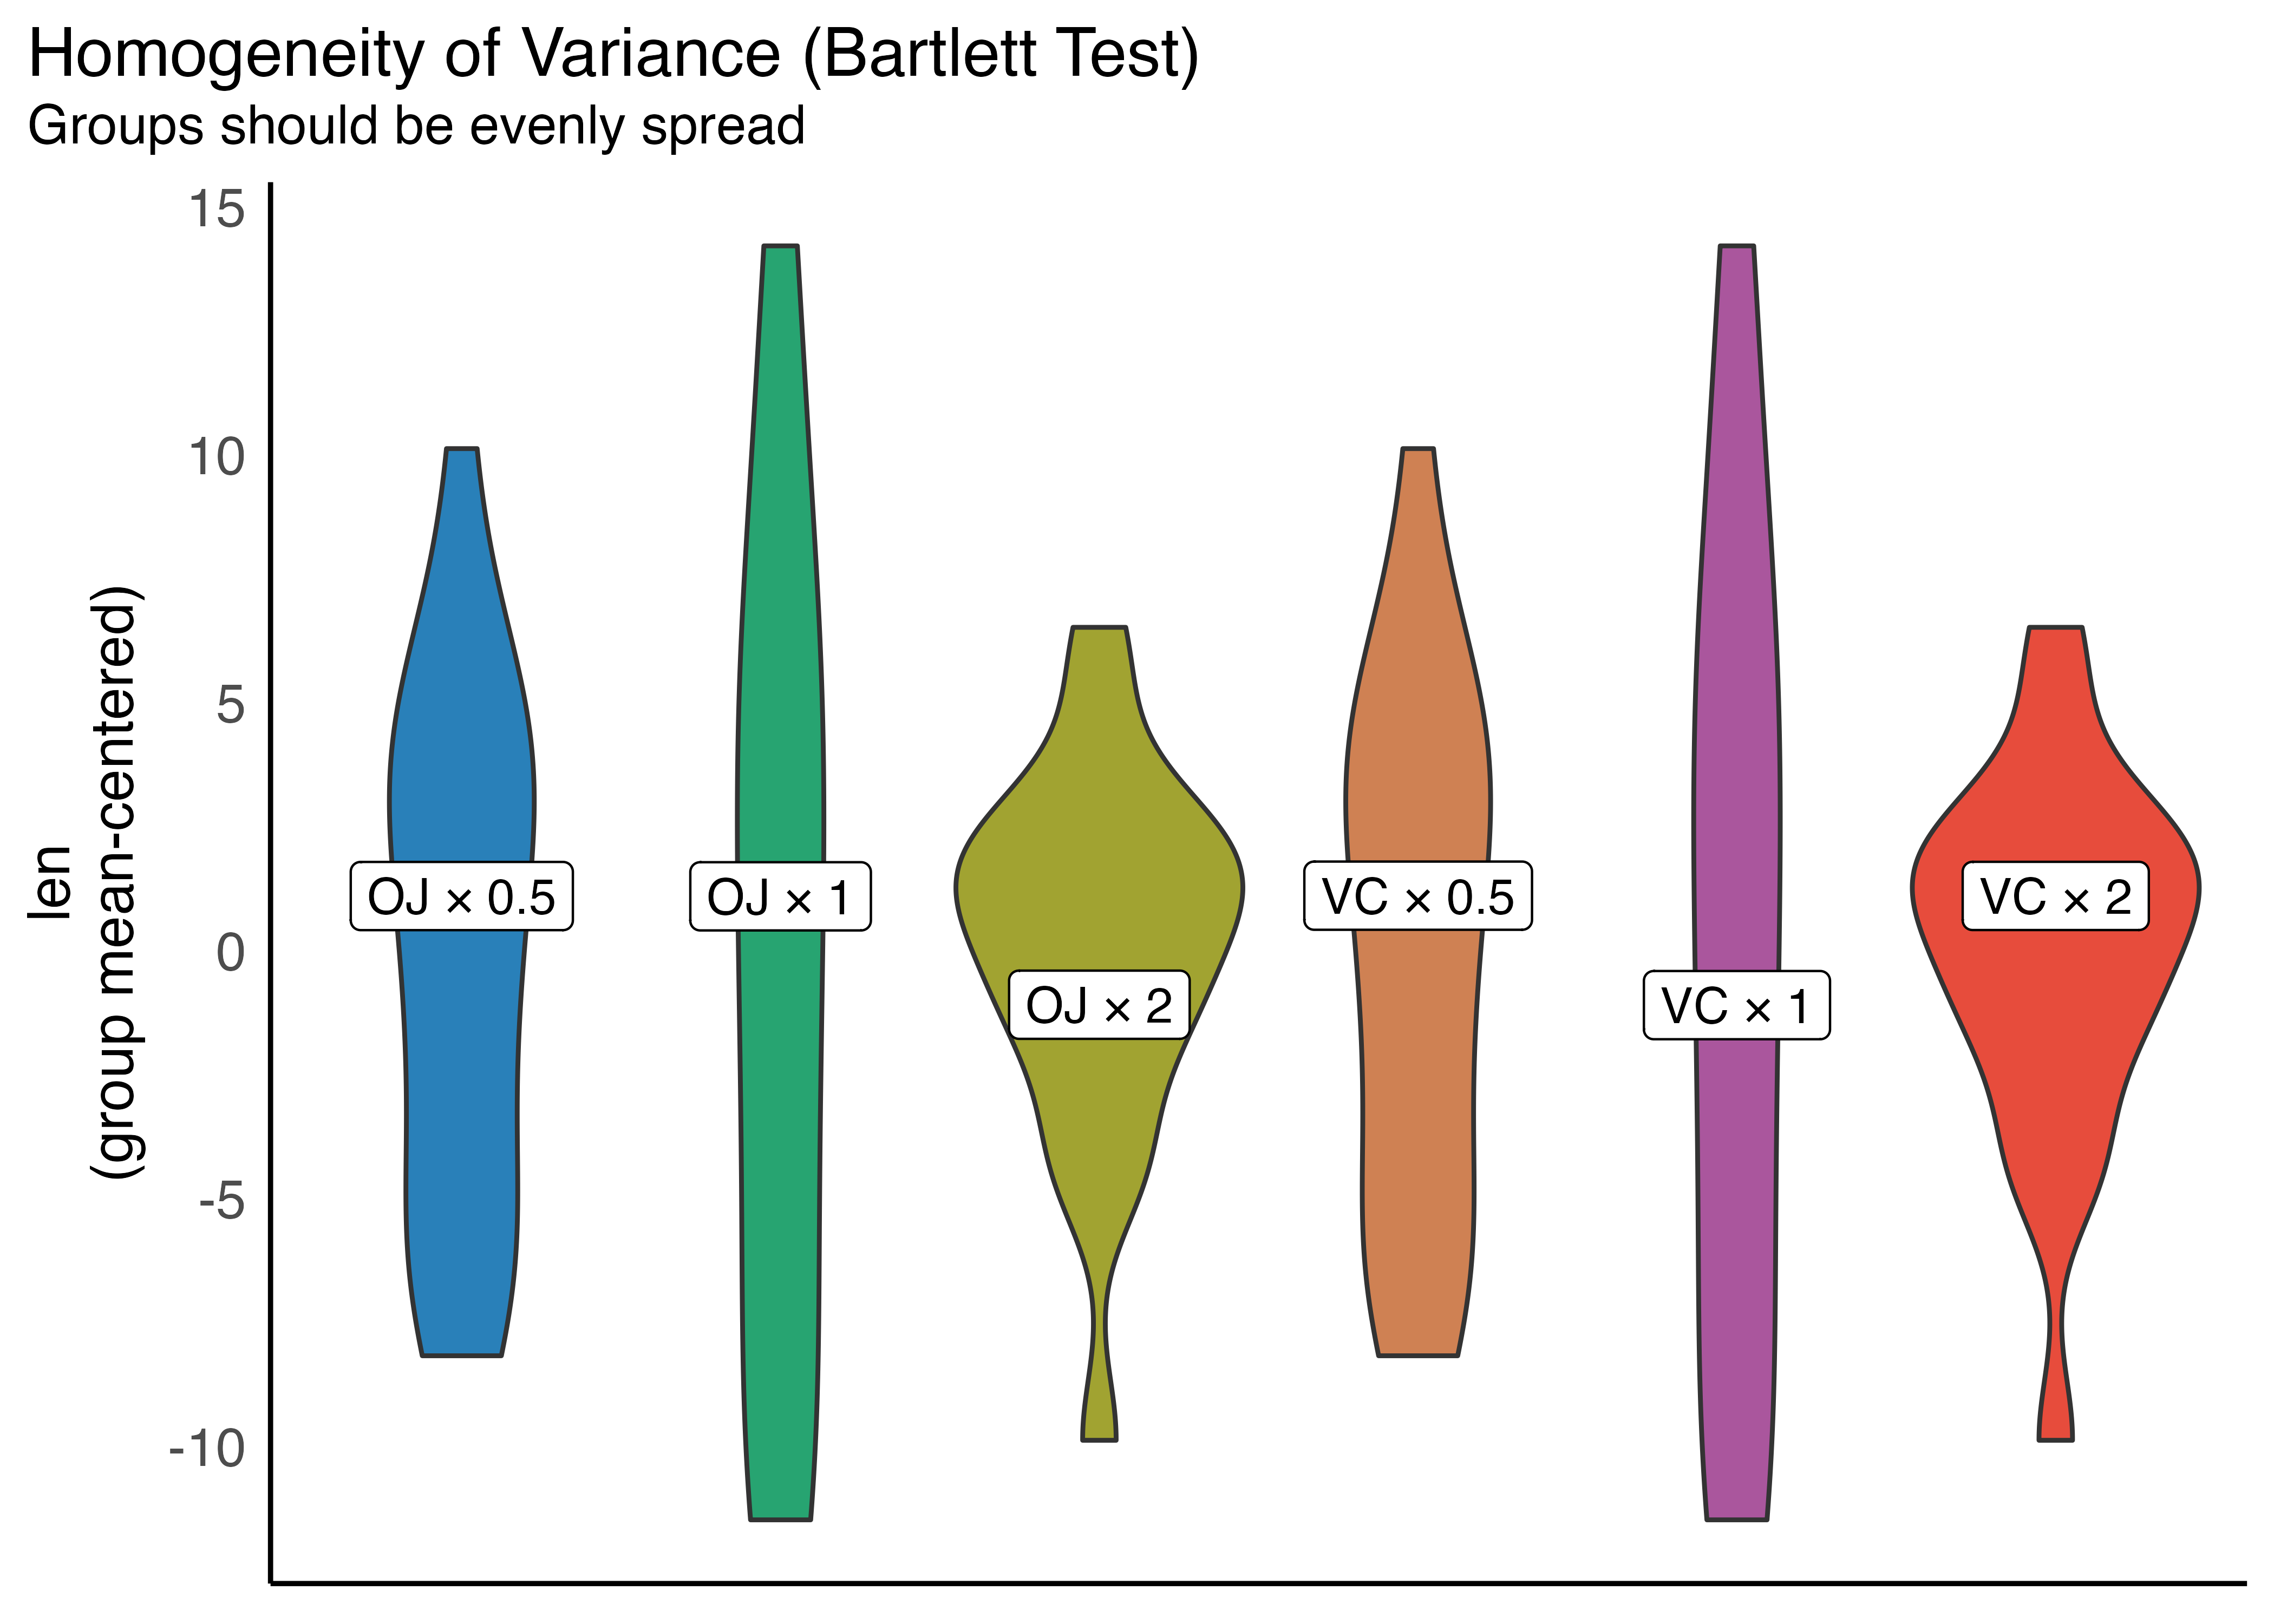 Homogeneity of Variance (Bartlett Test)
Groups should be evenly spread
len
(group mean-centered)
15
10
5
0
-5
-10
OJ × 0.5
OJ × 1
OJ × 2
VC × 0.5
VC × 1
VC × 2